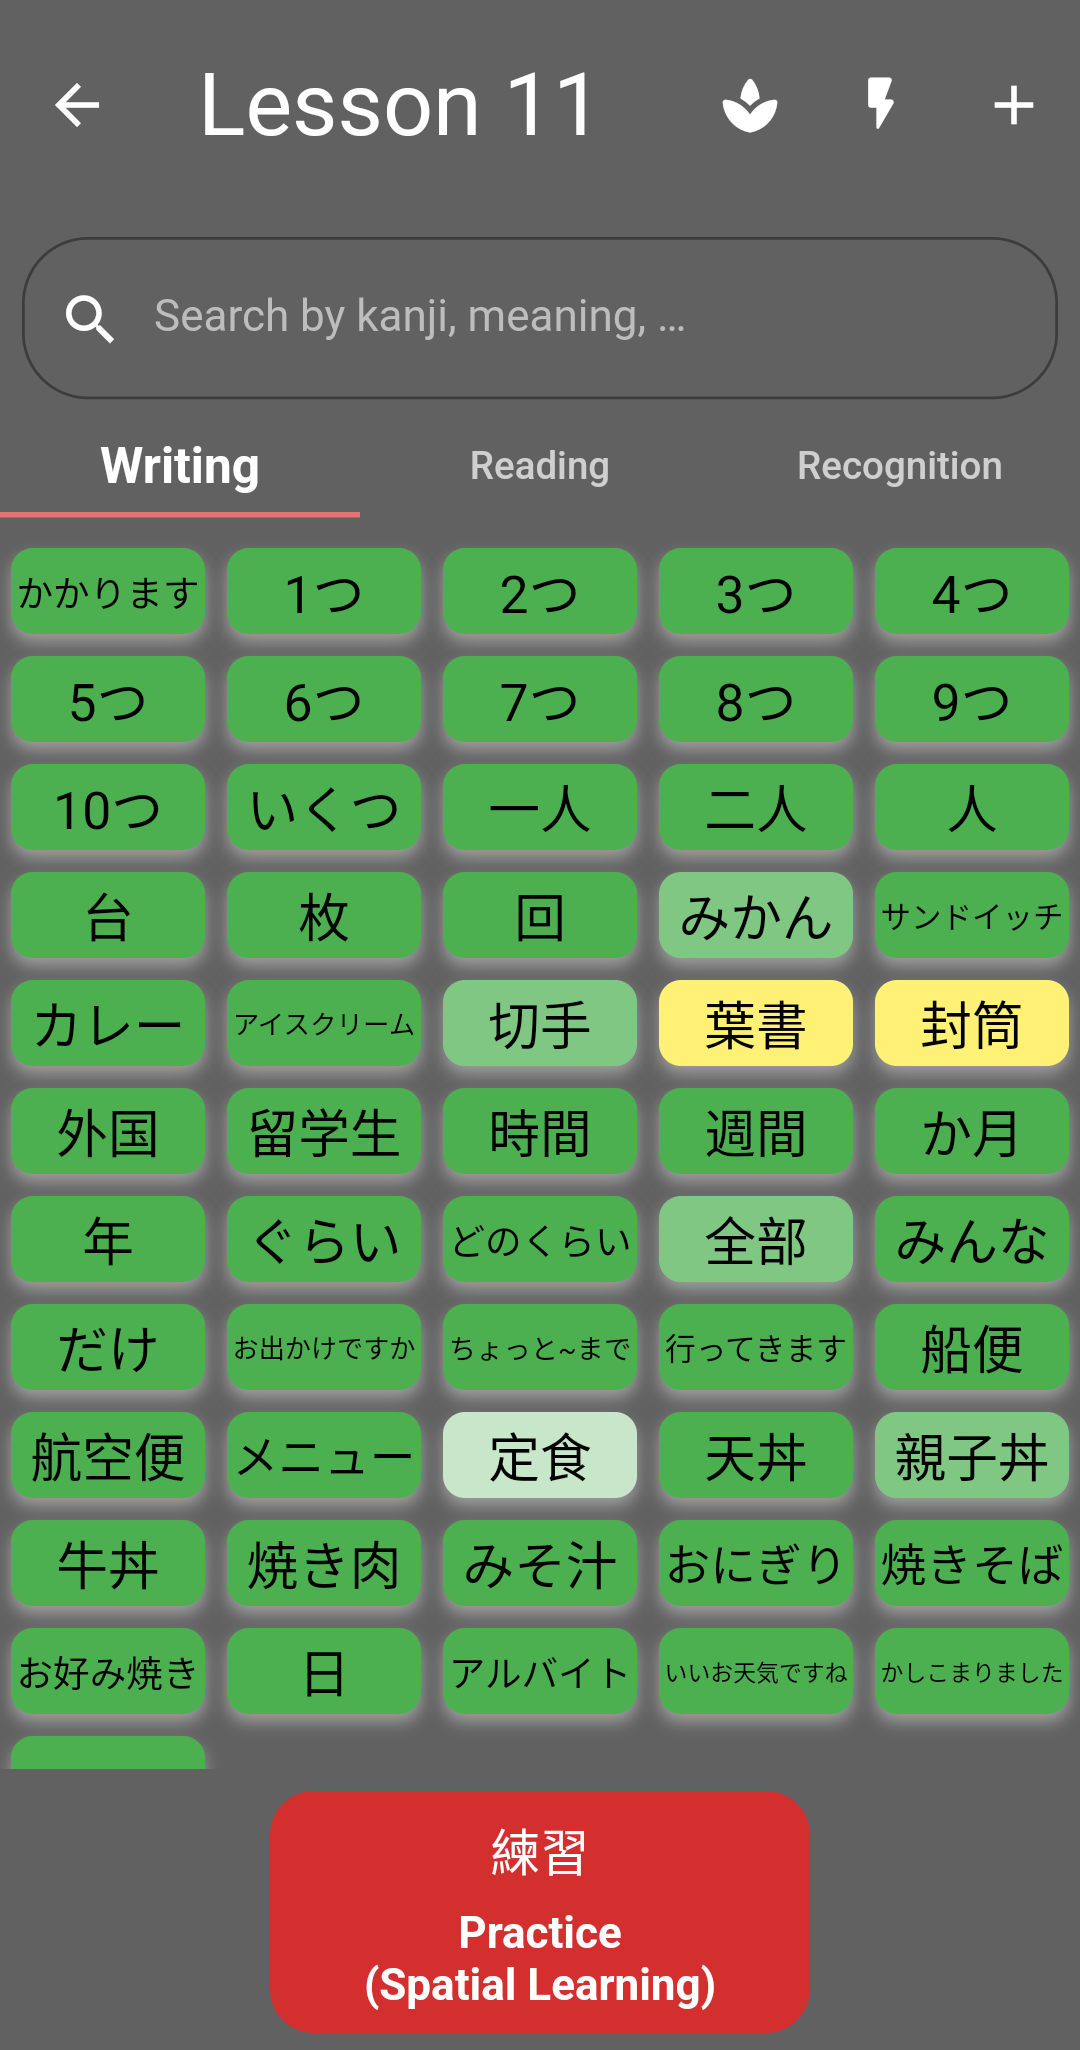 Lesson 11
Search by kanji, meaning, ...
Writing Reading Recognition
かかります 1つ 2つ 3つ 4つ
5つ 6つ 7つ 8つ 9つ
10つ いくつ 一人 二人 人
台 枚 回 みかん サンドイッチ
カレー アイスクリーム 切手 葉書 封筒
外国 留学生 時間 週間 か月
年 ぐらい どのくらい 全部 みんな
だけ お出かけですか ちょっと~まで 行ってきます 船便
航空便 メニュー 定食 天丼 親子丼
牛丼 焼き肉 みそ汁 おにぎり 焼きそば
お好み焼き 日 アルバイト いいお天気ですね かしこまりました
練習
Practice
(Spatial Learning)